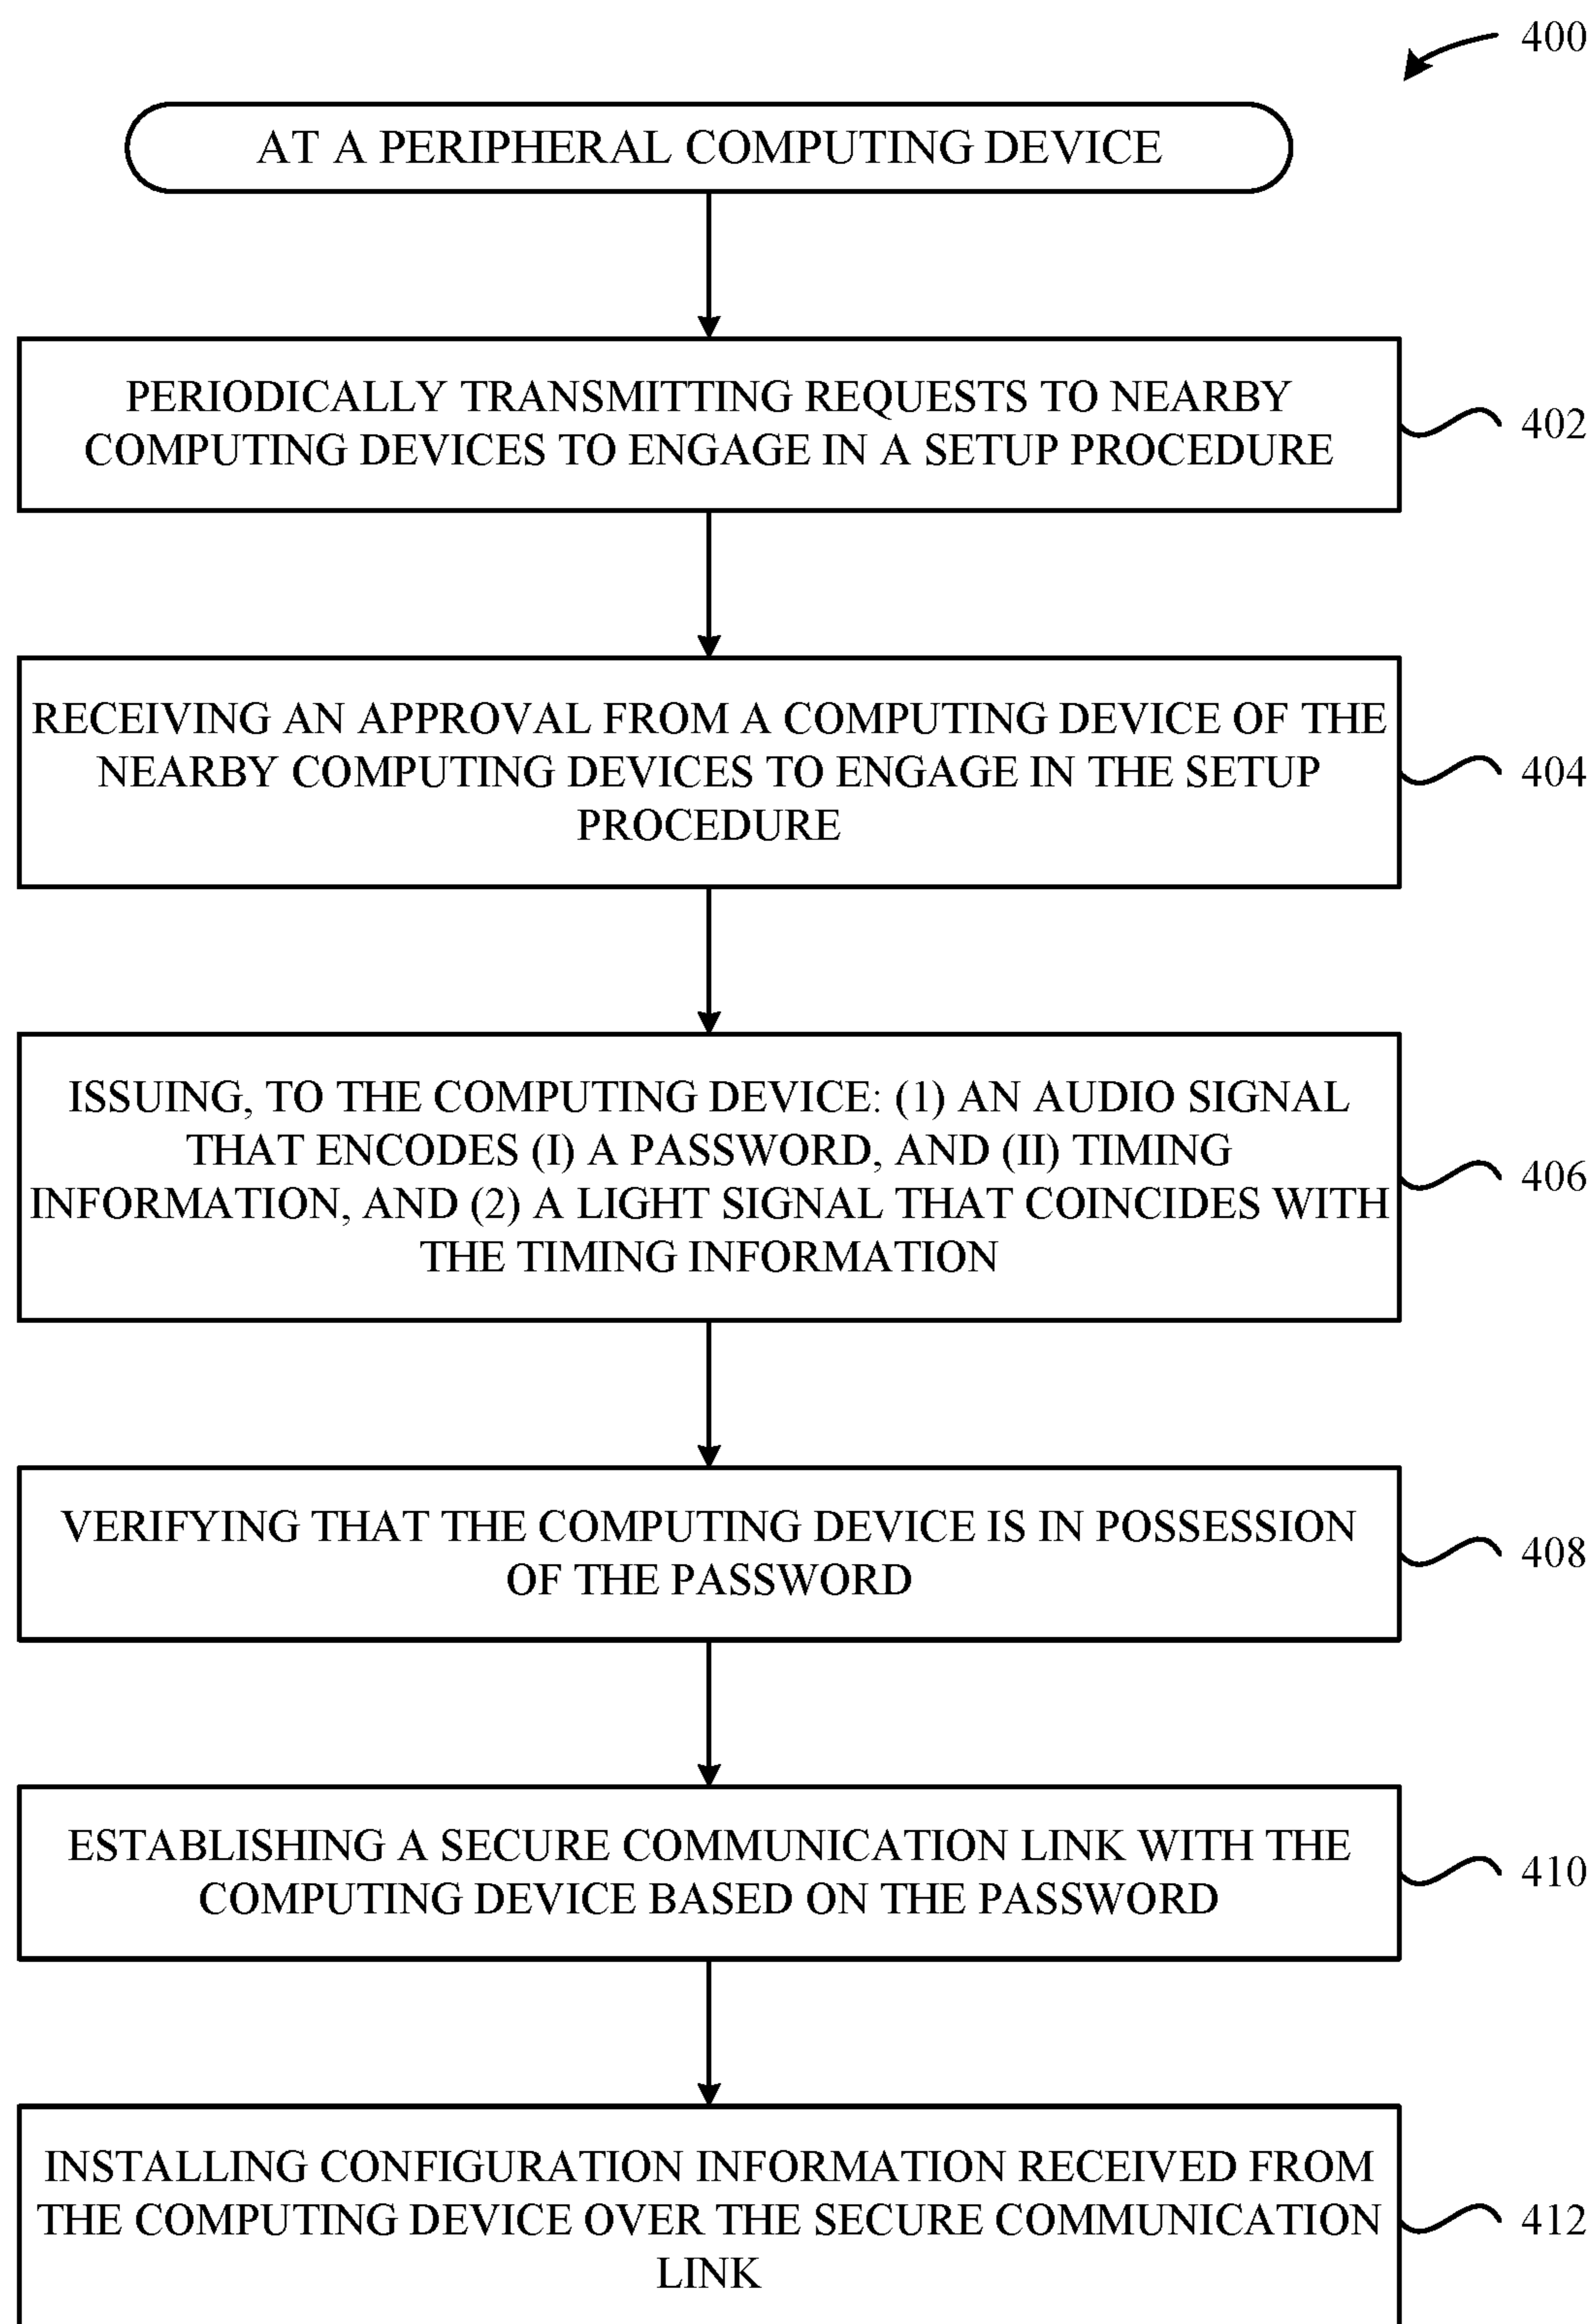 400
AT A PERIPHERAL COMPUTING DEVICE
PERIODICALLY TRANSMITTING REQUESTS TO NEARBY
COMPUTING DEVICES TO ENGAGE IN A SETUP PROCEDURE
402
RECEIVING AN APPROVAL FROM A COMPUTING DEVICE OF THE
NEARBY COMPUTING DEVICES TO ENGAGE IN THE SETUP
PROCEDURE
404
ISSUING, TO THE COMPUTING DEVICE: (1) AN AUDIO SIGNAL
THAT ENCODES (I) A PASSWORD, AND (II) TIMING
INFORMATION, AND (2) A LIGHT SIGNAL THAT COINCIDES WITH
THE TIMING INFORMATION
406
VERIFYING THAT THE COMPUTING DEVICE IS IN POSSESSION
OF THE PASSWORD
408
ESTABLISHING A SECURE COMMUNICATION LINK WITH THE
COMPUTING DEVICE BASED ON THE PASSWORD
410
INSTALLING CONFIGURATION INFORMATION RECEIVED FROM
THE COMPUTING DEVICE OVER THE SECURE COMMUNICATION
LINK
412